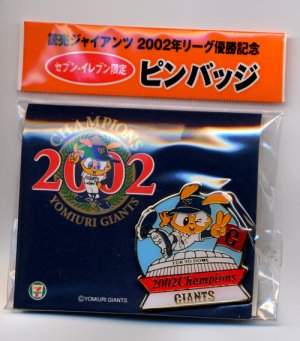 読売ジャイアンツ 2002年リーグ優勝記念
セブン-イレブン限定 ピンバッジ
CHAMPIONS
2002
YOMIURI GIANTS
G
TOKYO DOME
2002 Champions
GIANTS
©YOMIURI GIANTS